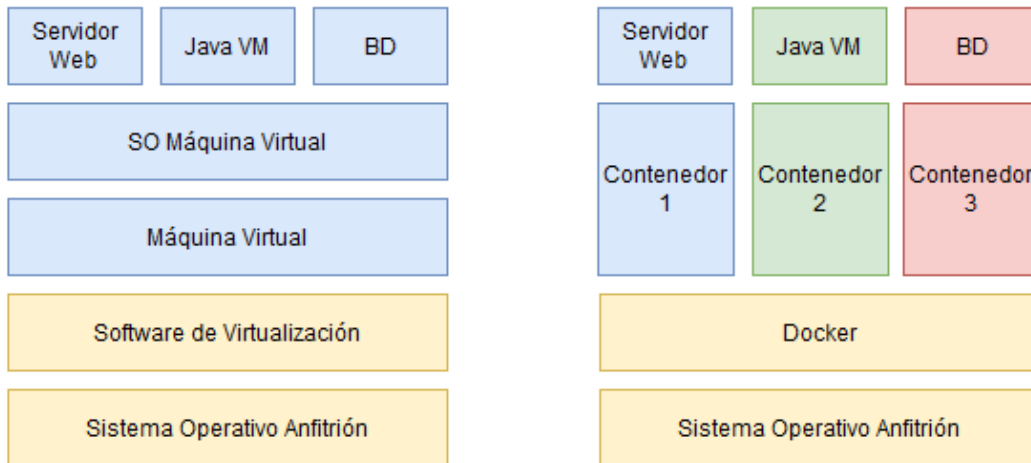 Servidor
Web
Java VM
BD
SO Máquina Virtual
Máquina Virtual
Software de Virtualización
Sistema Operativo Anfitrión
Servidor
Web
Java VM
BD
Contenedor
1
Contenedor
2
Contenedor
3
Docker
Sistema Operativo Anfitrión